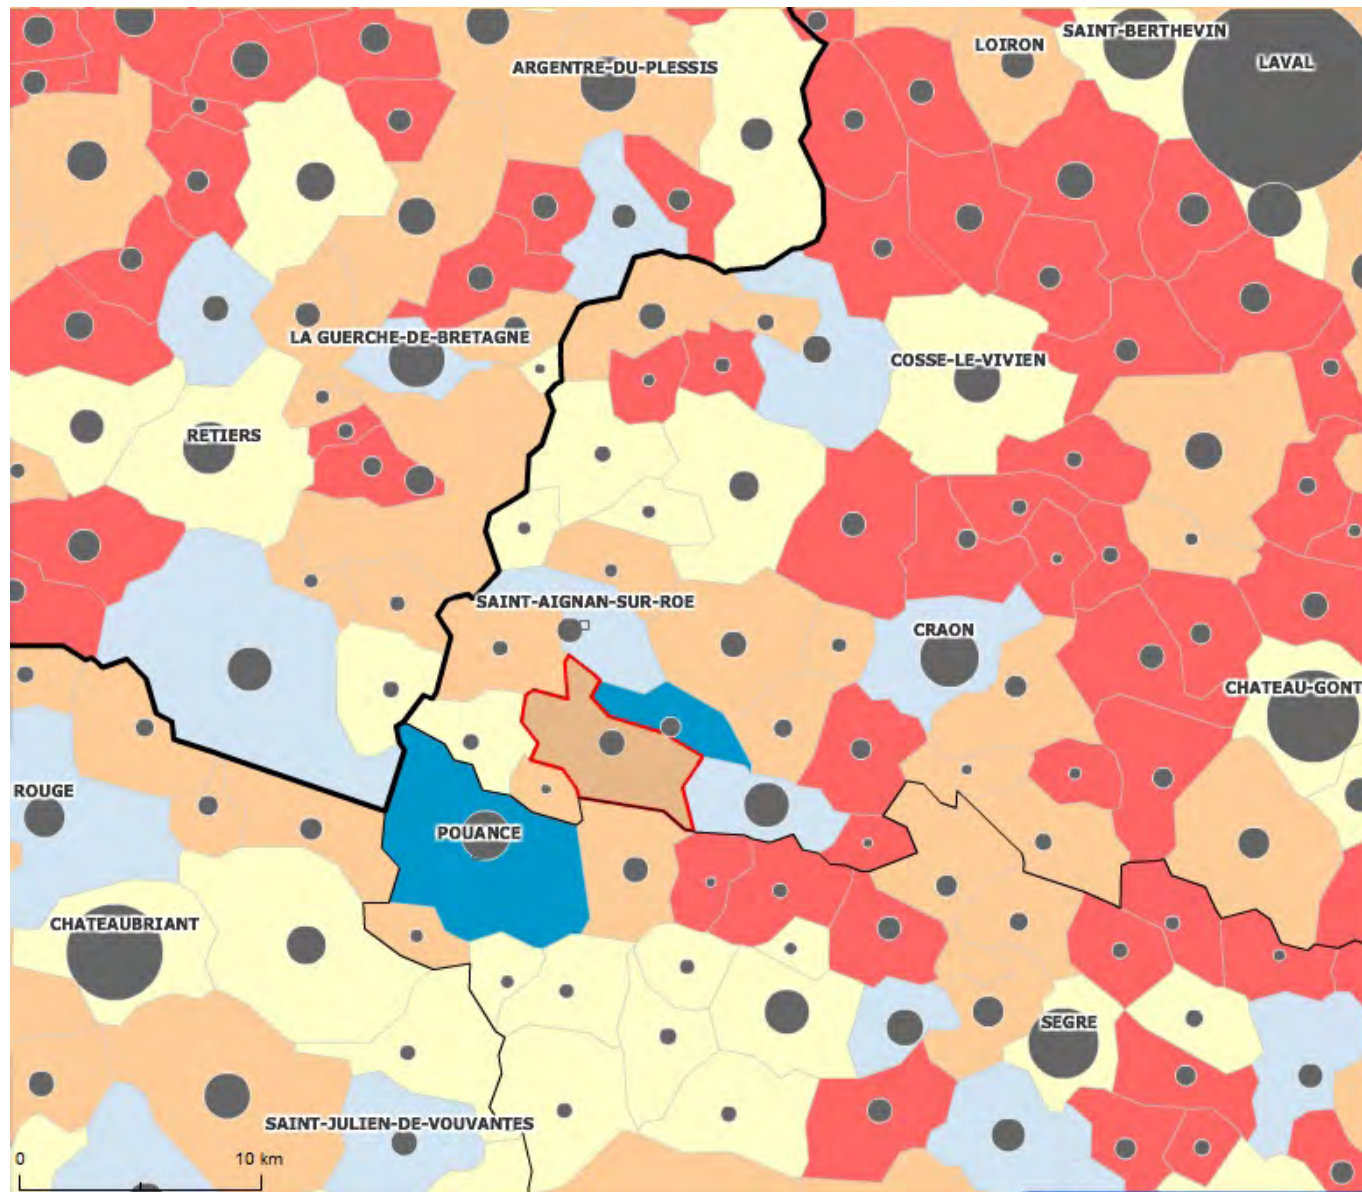 SAINT-BERTHEVIN
LOIRON
LAVAL
ARGENTRE-DU-PLESSIS
LA GUERCHE-DE-BRETAGNE
COSSE-LE-VIVIEN
RETIERS
SAINT-AIGNAN-SUR-ROE
CRAON
CHATEAU-GONT
ROUGE
POUANCE
CHATEAUBRIANT
SEGRE
SAINT-JULIEN-DE-VOUVANTES
0 10 km